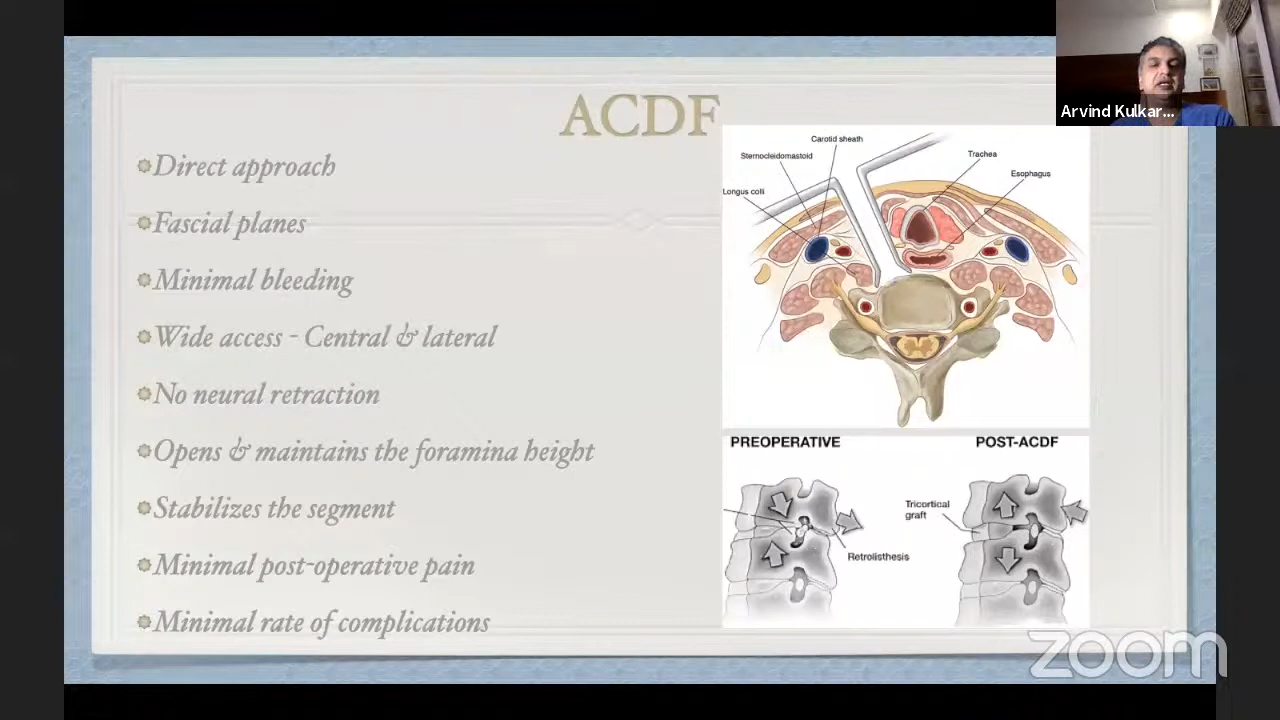 ACDF
Direct approach
Fascial planes
Minimal bleeding
Wide access - Central & lateral
No neural retraction
Opens & maintains the foramina height
Stabilizes the segment
Minimal post-operative pain
Minimal rate of complications
Carotid sheath
Sternocleidomastoid
Longus colli
Trachea
Esophagus
PREOPERATIVE
POST-ACDF
Tricortical
graft
Retrolisthesis
Arvind Kulkar...
zoom